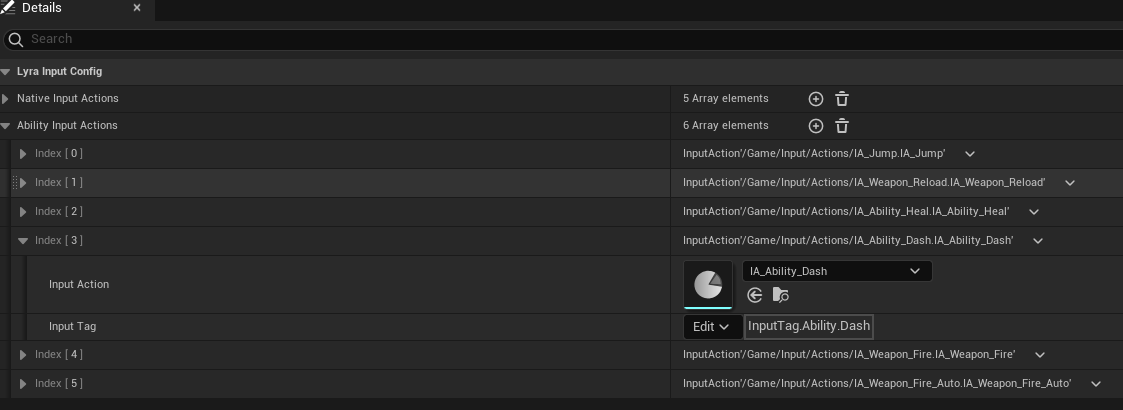 Details
Search
Lyra Input Config
Native Input Actions 5 Array elements
Ability Input Actions 6 Array elements
Index [ 0 ] InputAction'/Game/Input/Actions/IA_Jump.IA_Jump'
Index [ 1 ] InputAction'/Game/Input/Actions/IA_Weapon_Reload.IA_Weapon_Reload'
Index [ 2 ] InputAction'/Game/Input/Actions/IA_Ability_Heal.IA_Ability_Heal'
Index [ 3 ] InputAction'/Game/Input/Actions/IA_Ability_Dash.IA_Ability_Dash'
IA_Ability_Dash
Input Action
Input Tag Edit InputTag.Ability.Dash
Index [ 4 ] InputAction'/Game/Input/Actions/IA_Weapon_Fire.IA_Weapon_Fire'
Index [ 5 ] InputAction'/Game/Input/Actions/IA_Weapon_Fire_Auto.IA_Weapon_Fire_Auto'